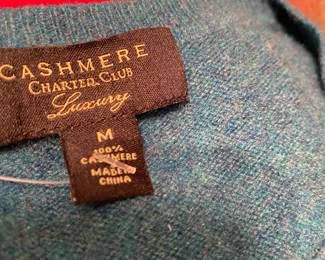 CASHMERE
CHARTER CLUB
Luxury
M
100%
CASHMERE
MADE IN
CHINA